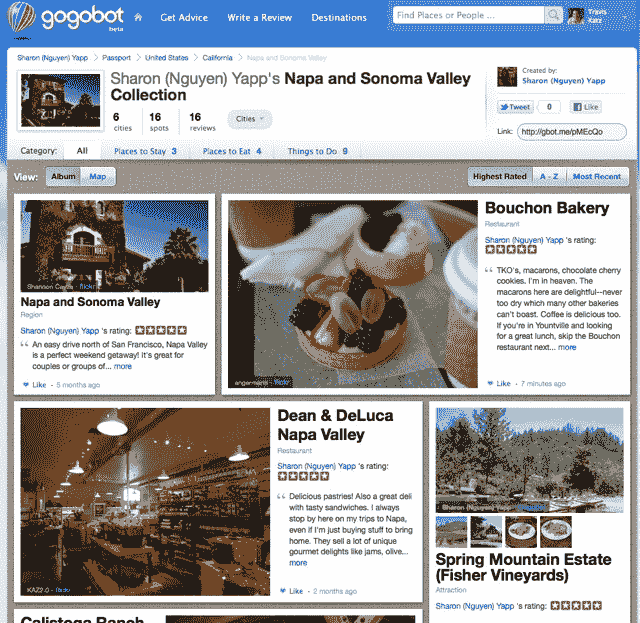 gogobot
beta
Get Advice
Write a Review
Destinations
Find Places or People ...
Travis
Katz
Sharon (Nguyen) Yapp › Passport › United States › California › Napa and Sonoma Valley
Sharon (Nguyen) Yapp's Napa and Sonoma Valley
Collection
6
cities
16
spots
16
reviews
Cities
Created by:
Sharon (Nguyen) Yapp
Tweet
0
Like
Link: http://gbot.me/pMEcQo
Category:
All
Places to Stay 3
Places to Eat 4
Things to Do 9
View:
Album
Map
Highest Rated
A - Z
Most Recent
Shannon - flickr
Napa and Sonoma Valley
Region
Sharon (Nguyen) Yapp 's rating:
“ An easy drive north of San Francisco, Napa Valley
is a perfect weekend getaway! It's great for
couples or groups of... more
Like • 5 months ago
angermann - flickr
Bouchon Bakery
Restaurant
Sharon (Nguyen) Yapp 's
rating:
“ TKO's, macarons, chocolate cherry
cookies. I'm in heaven. The
macarons here are delightful--never
too dry which many other bakeries
can't boast. Coffee is delicious too.
If you're in Yountville and looking
for a great lunch, skip the Bouchon
restaurant next... more
Like • 7 minutes ago
KAZ2.0 - flickr
Dean & DeLuca
Napa Valley
Restaurant
Sharon (Nguyen) Yapp 's rating:
“ Delicious pastries! Also a great deli
with tasty sandwiches. I always
stop by here on my trips to Napa,
even if I'm just buying stuff to bring
home. They sell a lot of unique
gourmet delights like jams, olive...
more
Like • 2 months ago
Sharon (Nguyen)
Spring Mountain Estate
(Fisher Vineyards)
Attraction
Sharon (Nguyen) Yapp 's rating:
Calistoga Ranch